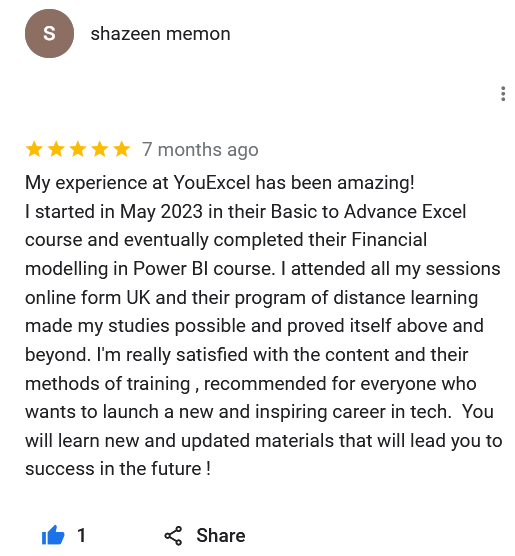 S
shazeen memon
7 months ago
My experience at YouExcel has been amazing!
I started in May 2023 in their Basic to Advance Excel
course and eventually completed their Financial
modelling in Power BI course. I attended all my sessions
online form UK and their program of distance learning
made my studies possible and proved itself above and
beyond. I'm really satisfied with the content and their
methods of training , recommended for everyone who
wants to launch a new and inspiring career in tech.  You
will learn new and updated materials that will lead you to
success in the future !
1
Share